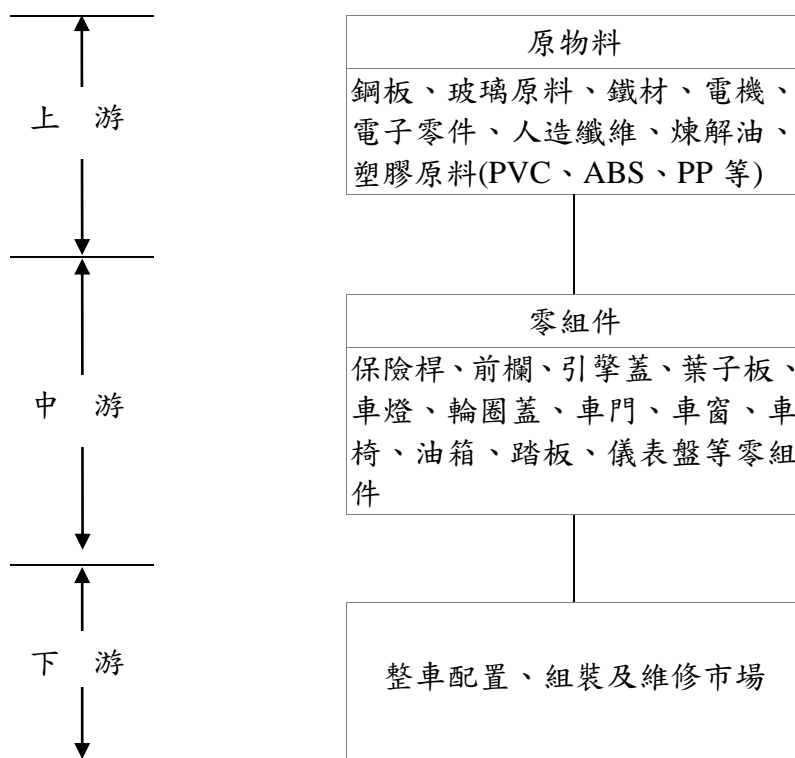 上 游
原物料
鋼板、玻璃原料、鐵材、電機、
電子零件、人造纖維、煉解油、
塑膠原料(PVC、ABS、PP 等)
中 游
零組件
保險桿、前欄、引擎蓋、葉子板、
車燈、輪圈蓋、車門、車窗、車
椅、油箱、踏板、儀表盤等零組
件
下 游
整車配置、組裝及維修市場